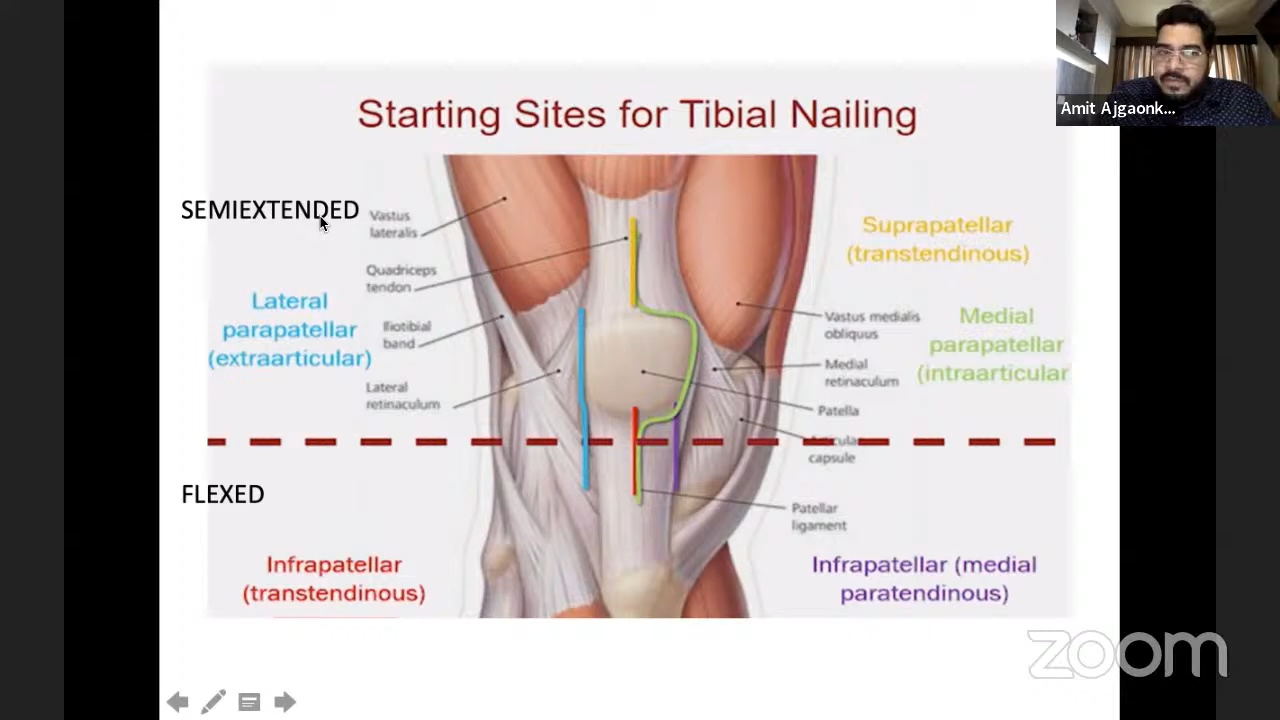 Amit Ajgaonk...
Starting Sites for Tibial Nailing
SEMIEXTENDED
Vastus
lateralis
Quadriceps
tendon
Iliotibial
band
Lateral
retinaculum
Lateral
parapatellar
(extraarticular)
Suprapatellar
(transtendinous)
Vastus medialis
obliquus
Medial
retinaculum
Patella
Medial
parapatellar
(intraarticular
capsule
FLEXED
Patellar
ligament
Infrapatellar
(transtendinous)
Infrapatellar (medial
paratendinous)
zoom